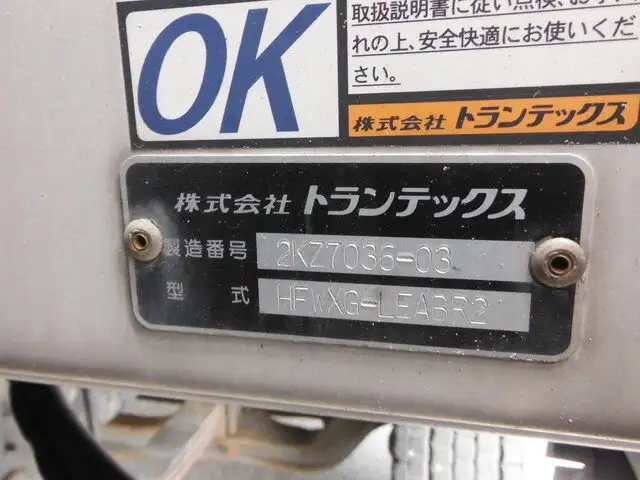 OK
取扱説明書に従い点検、お手入
れの上、安全快適にお使いくだ
さい。
株式会社 トランテックス
株式会社 トランテックス
製造番号 2KZ7036-03
型式 HFWXG-LEABR2